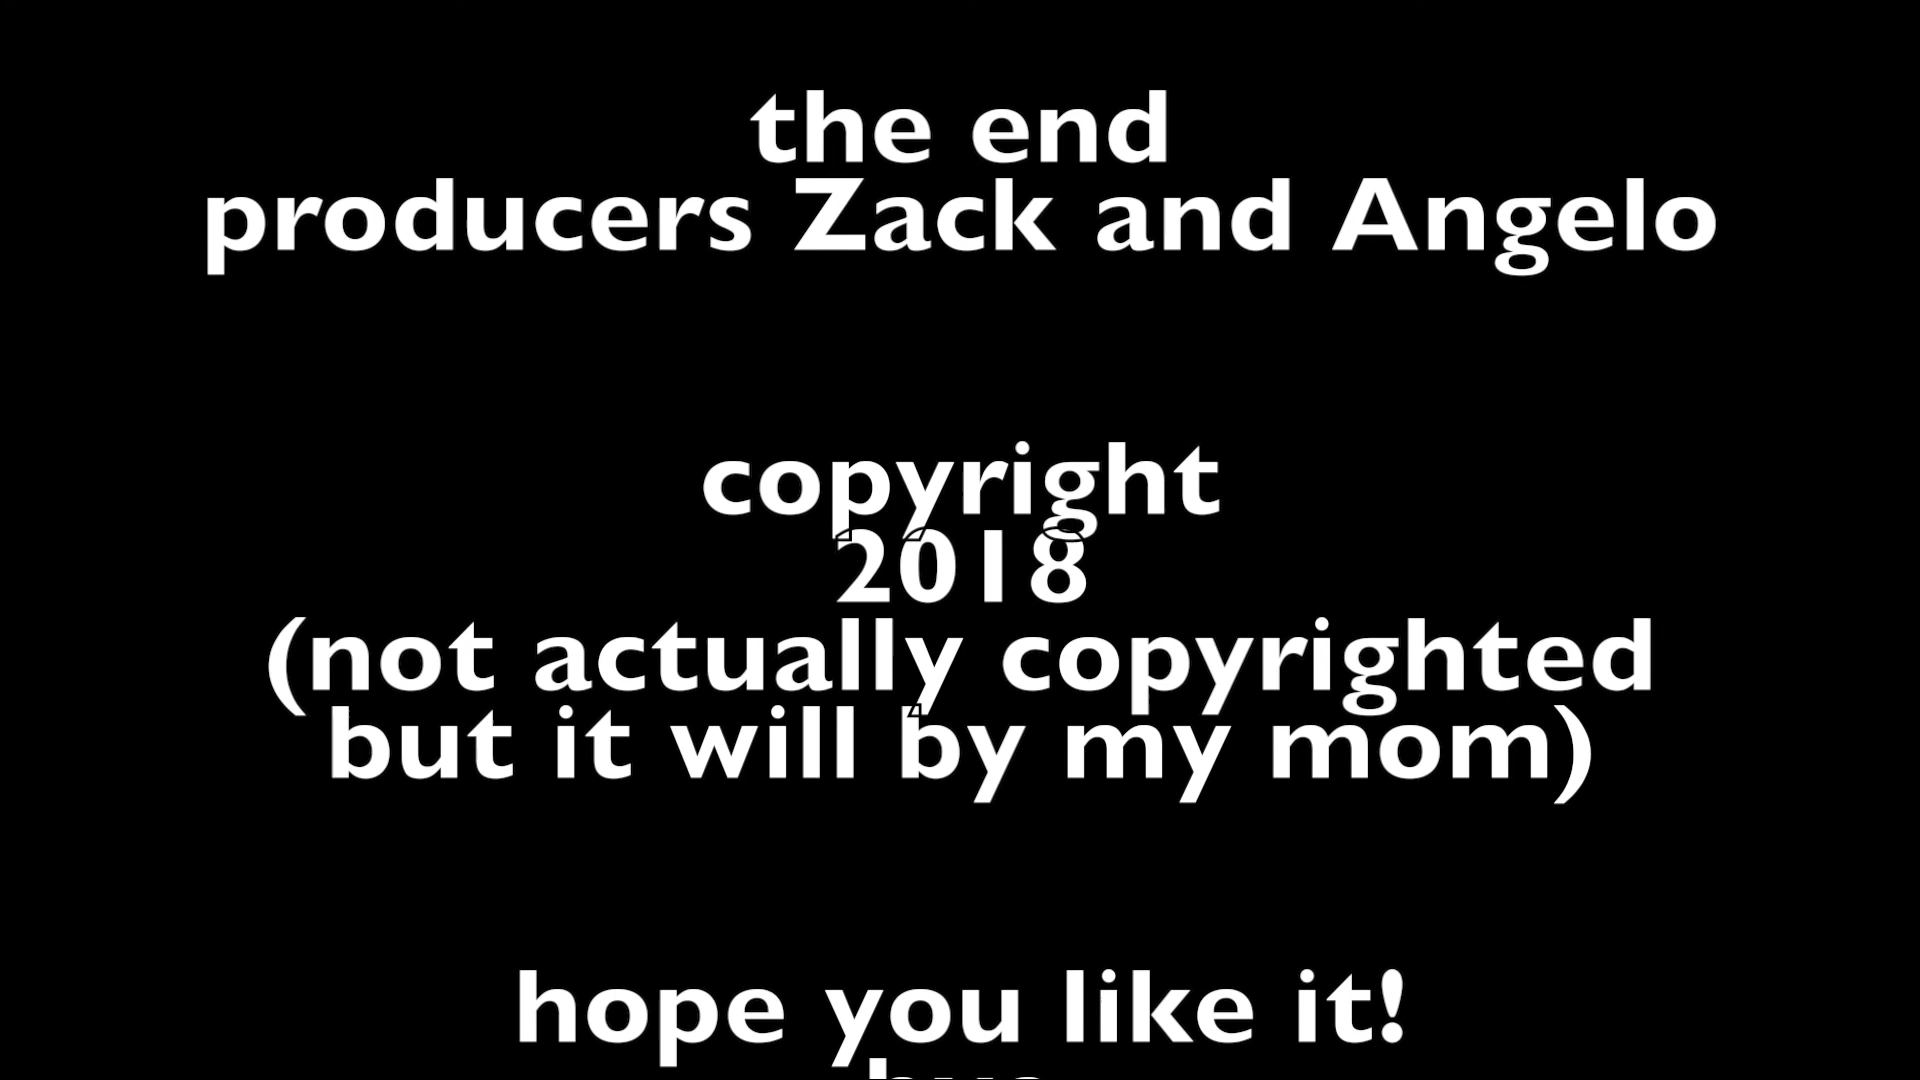 the end
producers Zack and Angelo
copyright
2018
(not actually copyrighted
but it will by my mom)
hope you like it!